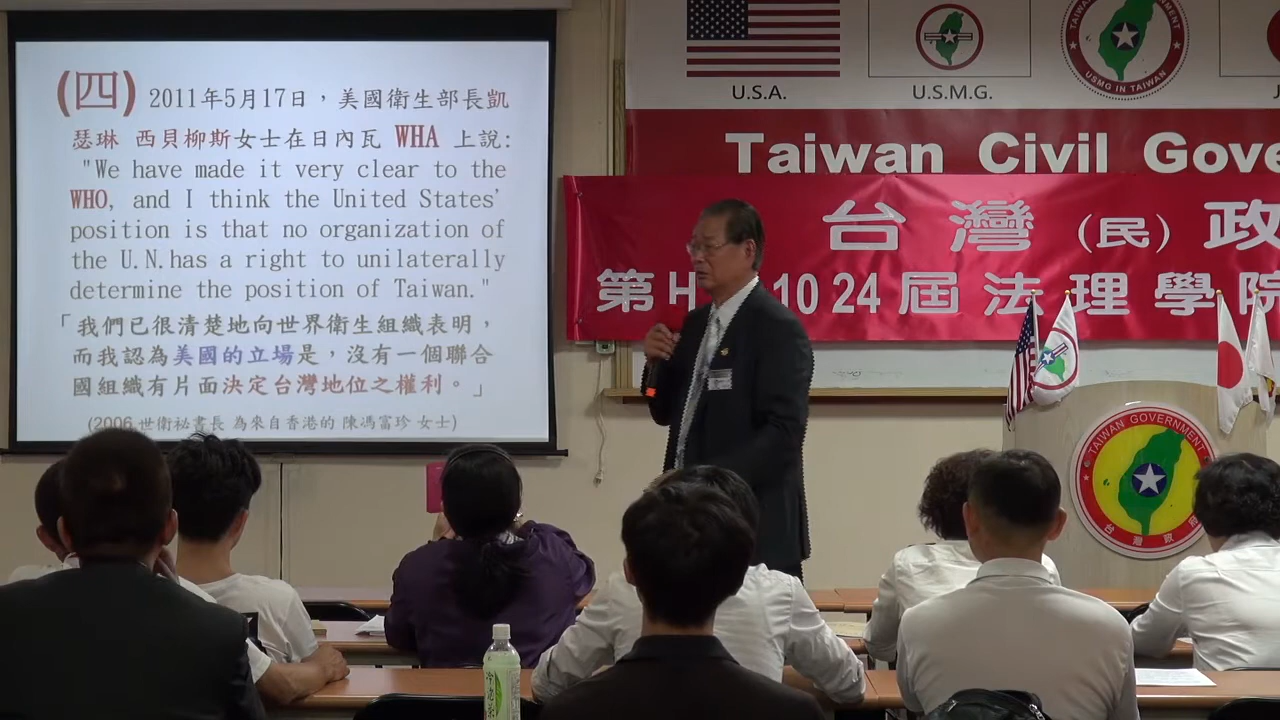 (四) 2011年5月17日，美國衛生部長凱
瑟琳 西貝柳斯女士在日內瓦 WHA 上說:
"We have made it very clear to the
WHO, and I think the United States'
position is that no organization of
the U.N.has a right to unilaterally
determine the position of Taiwan."
「我們已很清楚地向世界衛生組織表明，
而我認為美國的立場是，沒有一個聯合
國組織有片面決定台灣地位之權利。」
(2006 世衛祕書長 為來自香港的 陳馮富珍 女士)
U.S.A.
U.S.M.G.
TAIWAN
USMG IN TAIWAN
J
Taiwan Civil Gove
台灣(民)政
第H 10 24屆法理學院
TAIWAN GOVERNMENT
台灣政府